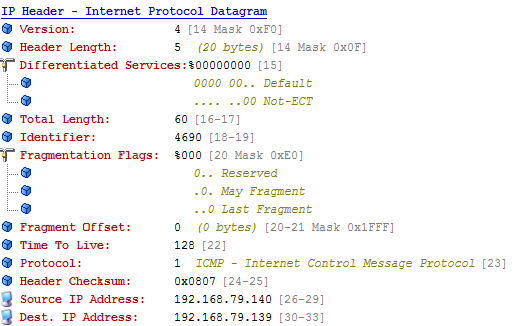 IP Header - Internet Protocol Datagram
Version: 4 [14 Mask 0xF0]
Header Length: 5 (20 bytes) [14 Mask 0x0F]
Differentiated Services:%00000000 [15]
0000 00.. Default
.... ..00 Not-ECT
Total Length: 60 [16-17]
Identifier: 4690 [18-19]
Fragmentation Flags: %000 [20 Mask 0xE0]
0.. Reserved
.0. May Fragment
..0 Last Fragment
Fragment Offset: 0 (0 bytes) [20-21 Mask 0x1FFF]
Time To Live: 128 [22]
Protocol: 1 ICMP - Internet Control Message Protocol [23]
Header Checksum: 0x0807 [24-25]
Source IP Address: 192.168.79.140 [26-29]
Dest. IP Address: 192.168.79.139 [30-33]